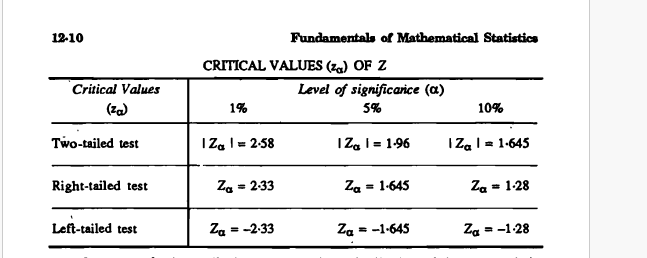 12·10 Fundamentals of Mathematical Statistics
CRITICAL VALUES (zα) OF Z
Critical Values Level of significance (α)
(zα) 1% 5% 10%
Two-tailed test | Zα | = 2·58 | Zα | = 1·96 | Zα | = 1·645
Right-tailed test Zα = 2·33 Zα = 1·645 Zα = 1·28
Left-tailed test Zα = –2·33 Zα = –1·645 Zα = –1·28